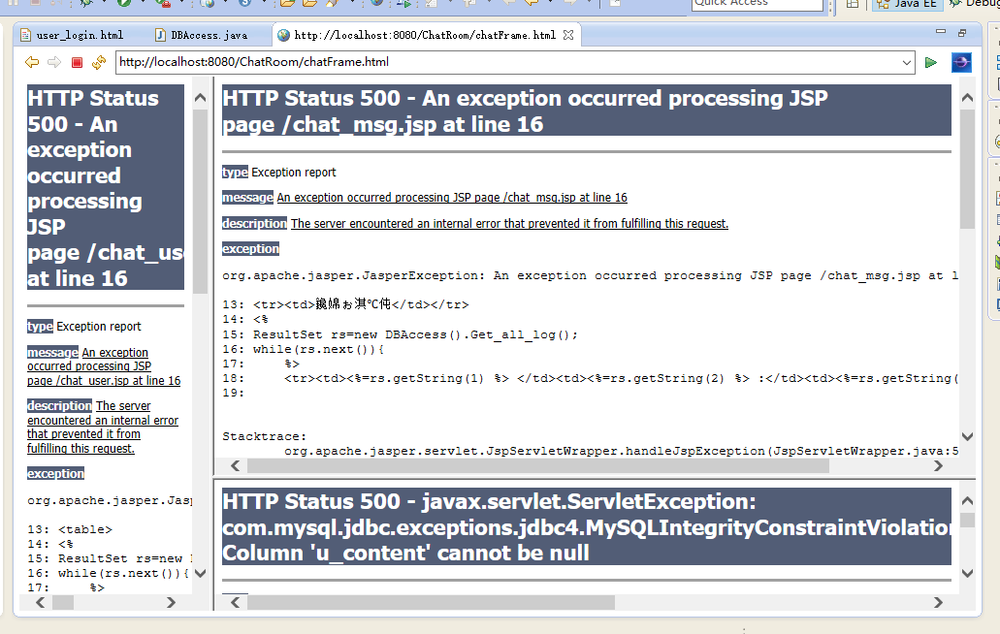 Quick Access
Java EE
Debug
user_login.html
DBAccess.java
http://localhost:8080/ChatRoom/chatFrame.html
http://localhost:8080/ChatRoom/chatFrame.html
HTTP Status
500 - An
exception
occurred
processing
JSP
page /chat_use
at line 16
type Exception report
message An exception
occurred processing JSP
page /chat_user.jsp at line 16
description The server
encountered an internal error
that prevented it from
fulfilling this request.
exception
org.apache.jasper.Jasp
13: <table>
14: <%
15: ResultSet rs=new
16: while(rs.next()){
17: %>
HTTP Status 500 - An exception occurred processing JSP
page /chat_msg.jsp at line 16
type Exception report
message An exception occurred processing JSP page /chat_msg.jsp at line 16
description The server encountered an internal error that prevented it from fulfilling this request.
exception
org.apache.jasper.JasperException: An exception occurred processing JSP page /chat_msg.jsp at l
13: <tr><td>鑱婂ぉ淇℃伅</td></tr>
14: <%
15: ResultSet rs=new DBAccess().Get_all_log();
16: while(rs.next()){
17: %>
18: <tr><td><%=rs.getString(1) %> </td><td><%=rs.getString(2) %> :</td><td><%=rs.getString(
19:
Stacktrace:
org.apache.jasper.servlet.JspServletWrapper.handleJspException(JspServletWrapper.java:5
HTTP Status 500 - javax.servlet.ServletException:
com.mysql.jdbc.exceptions.jdbc4.MySQLIntegrityConstraintViolation
Column 'u_content' cannot be null